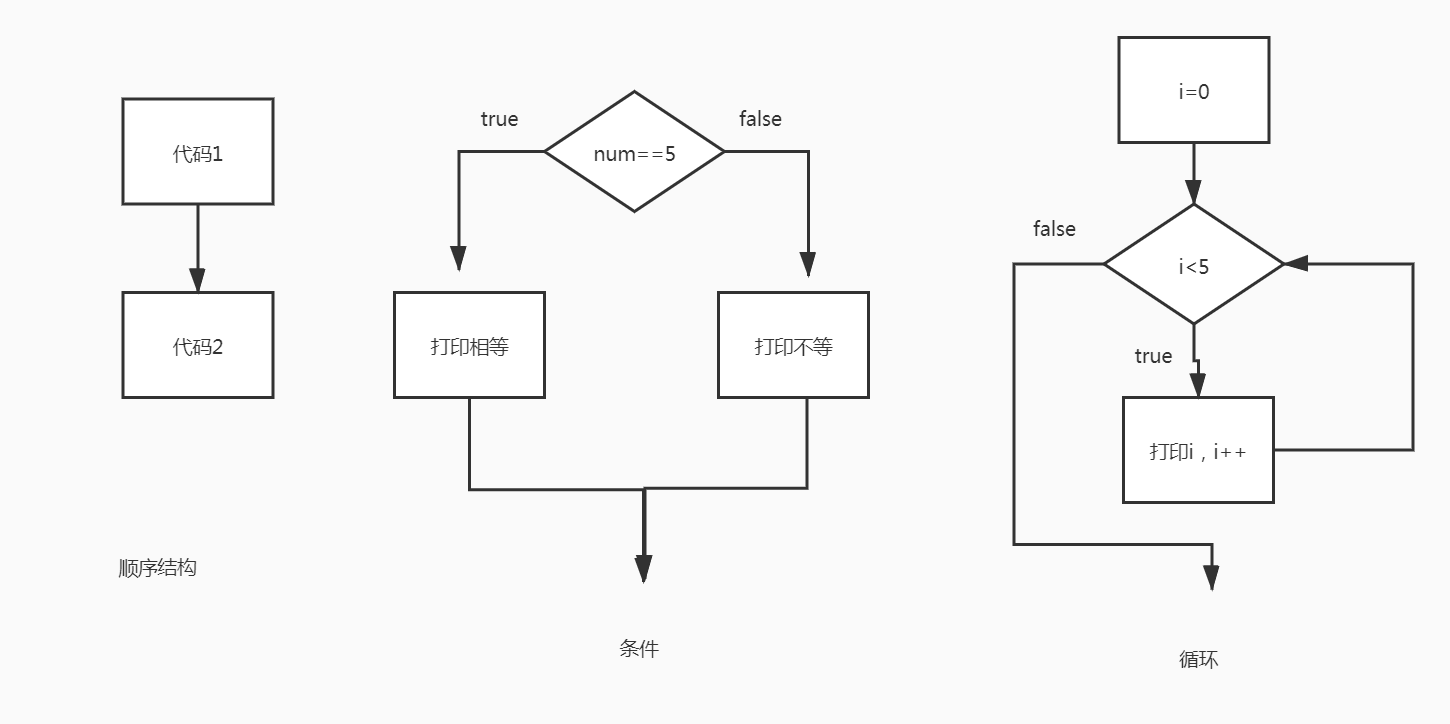 代码1
代码2
顺序结构
true
false
num==5
打印相等
打印不等
条件
i=0
false
i<5
true
打印i，i++
循环